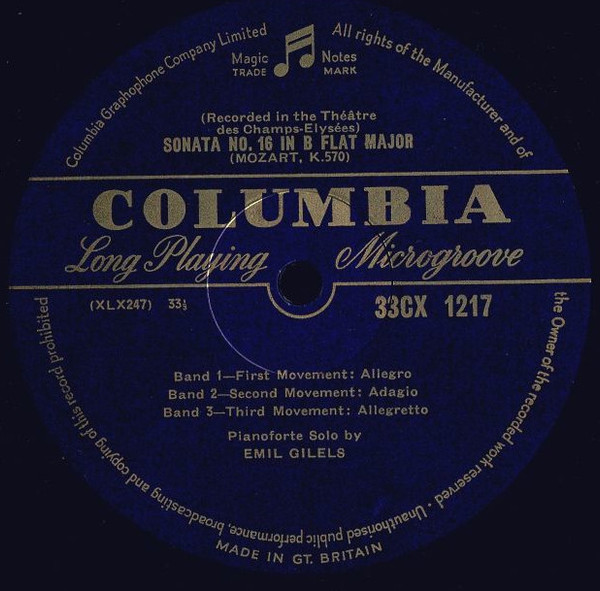 Columbia Graphophone Company Limited
All rights of the Manufacturer and of the Owner of the recorded work reserved · Unauthorised public performance, broadcasting and copying of this record prohibited
Magic Notes
TRADE MARK
(Recorded in the Théâtre
des Champs-Elysées)
SONATA NO. 16 IN B FLAT MAJOR
(MOZART, K.570)
COLUMBIA
Long Playing Microgroove
(XLX247) 33⅓ 33CX 1217
Band 1—First Movement: Allegro
Band 2—Second Movement: Adagio
Band 3—Third Movement: Allegretto
Pianoforte Solo by
EMIL GILELS
MADE IN GT. BRITAIN